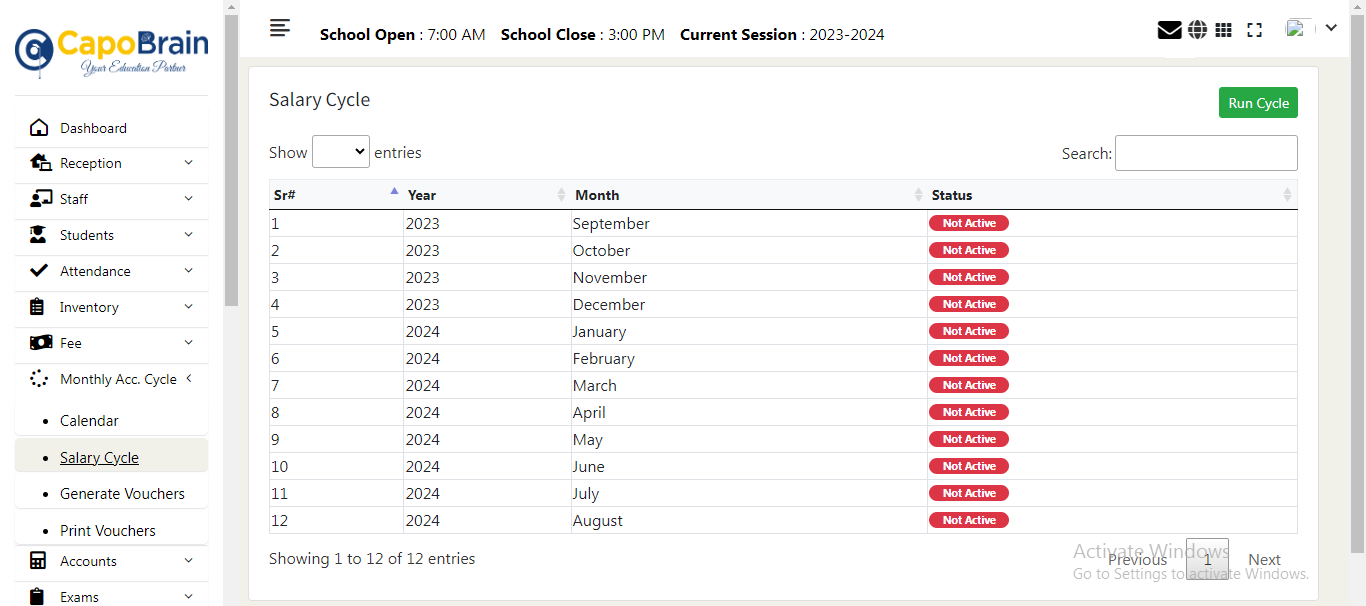 CapoBrain
Your Education Partner
School Open : 7:00 AM School Close : 3:00 PM Current Session : 2023-2024
Dashboard
Reception
Staff
Students
Attendance
Inventory
Fee
Monthly Acc. Cycle
Calendar
Salary Cycle
Generate Vouchers
Print Vouchers
Accounts
Exams
Salary Cycle
Run Cycle
Show entries
Search:
Sr# Year Month Status
1 2023 September Not Active
2 2023 October Not Active
3 2023 November Not Active
4 2023 December Not Active
5 2024 January Not Active
6 2024 February Not Active
7 2024 March Not Active
8 2024 April Not Active
9 2024 May Not Active
10 2024 June Not Active
11 2024 July Not Active
12 2024 August Not Active
Showing 1 to 12 of 12 entries
Previous 1 Next
Activate Windows
Go to Settings to activate Windows.